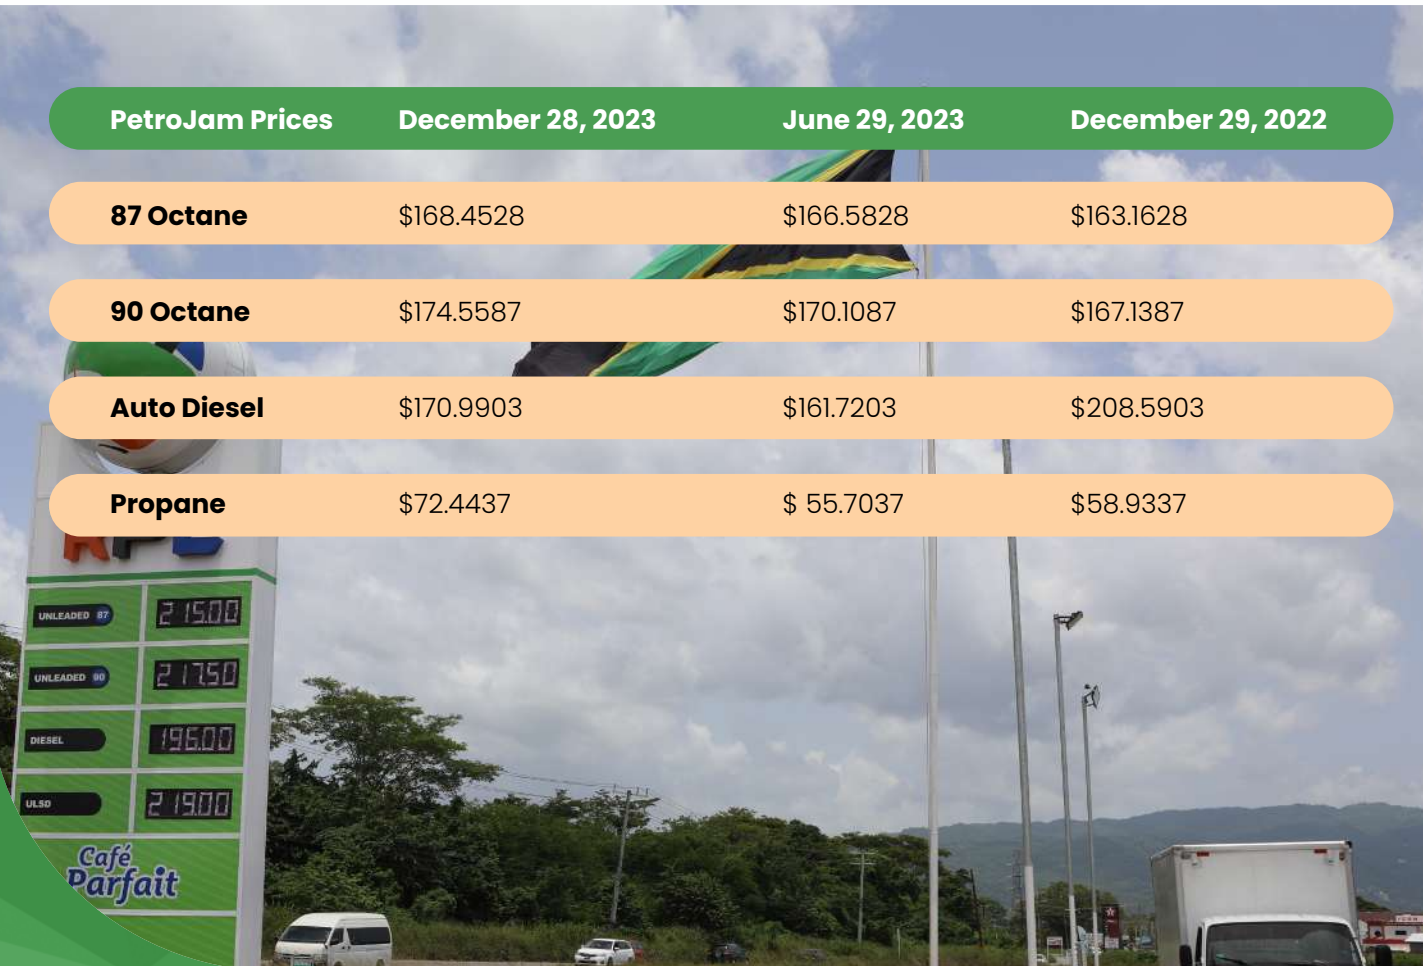 PetroJam Prices December 28, 2023 June 29, 2023 December 29, 2022
87 Octane $168.4528 $166.5828 $163.1628
90 Octane $174.5587 $170.1087 $167.1387
Auto Diesel $170.9903 $161.7203 $208.5903
Propane $72.4437 $ 55.7037 $58.9337
UNLEADED 87 215.00
UNLEADED 90 217.50
DIESEL 196.00
ULSD 219.00
Café
Parfait